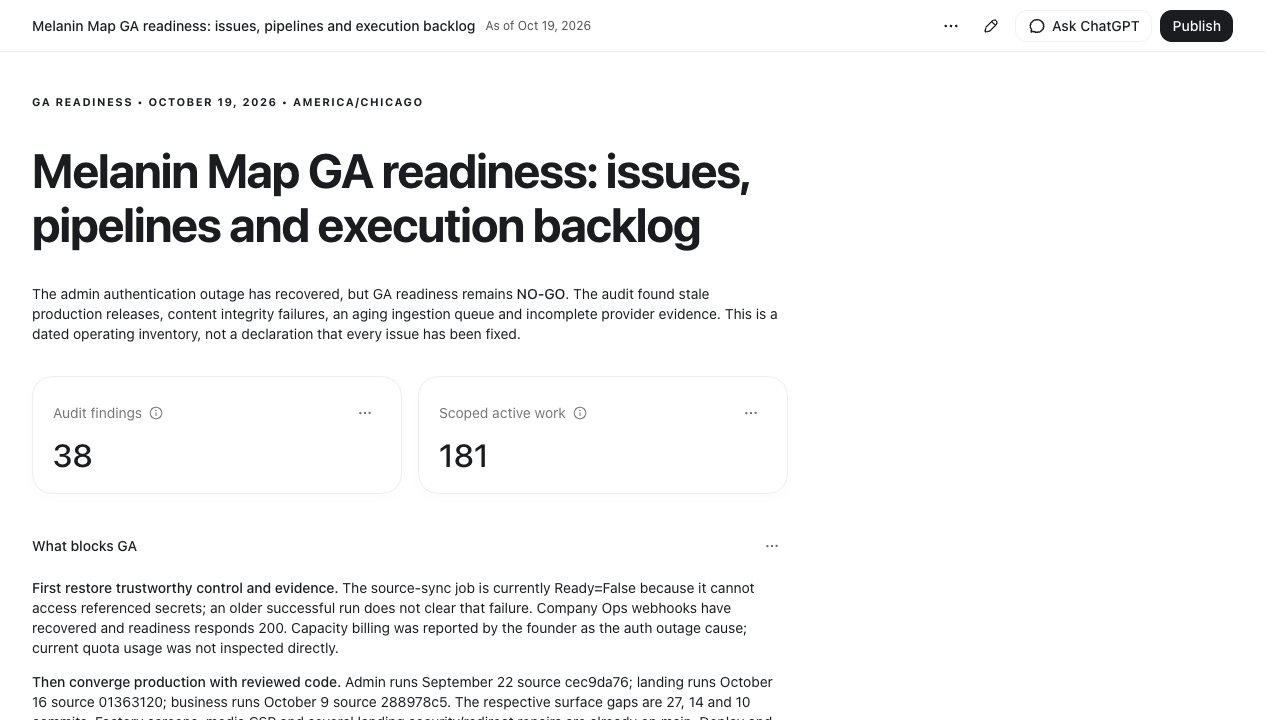 Melanin Map GA readiness: issues, pipelines and execution backlog As of Oct 19, 2026
Ask ChatGPT
Publish
GA READINESS • OCTOBER 19, 2026 • AMERICA/CHICAGO
Melanin Map GA readiness: issues,
pipelines and execution backlog
The admin authentication outage has recovered, but GA readiness remains NO-GO. The audit found stale
production releases, content integrity failures, an aging ingestion queue and incomplete provider evidence. This is a
dated operating inventory, not a declaration that every issue has been fixed.
Audit findings
38
Scoped active work
181
What blocks GA
First restore trustworthy control and evidence. The source-sync job is currently Ready=False because it cannot
access referenced secrets; an older successful run does not clear that failure. Company Ops webhooks have
recovered and readiness responds 200. Capacity billing was reported by the founder as the auth outage cause;
current quota usage was not inspected directly.
Then converge production with reviewed code. Admin runs September 22 source cec9da76; landing runs October
16 source 01363120; business runs October 9 source 288978c5. The respective surface gaps are 27, 14 and 10